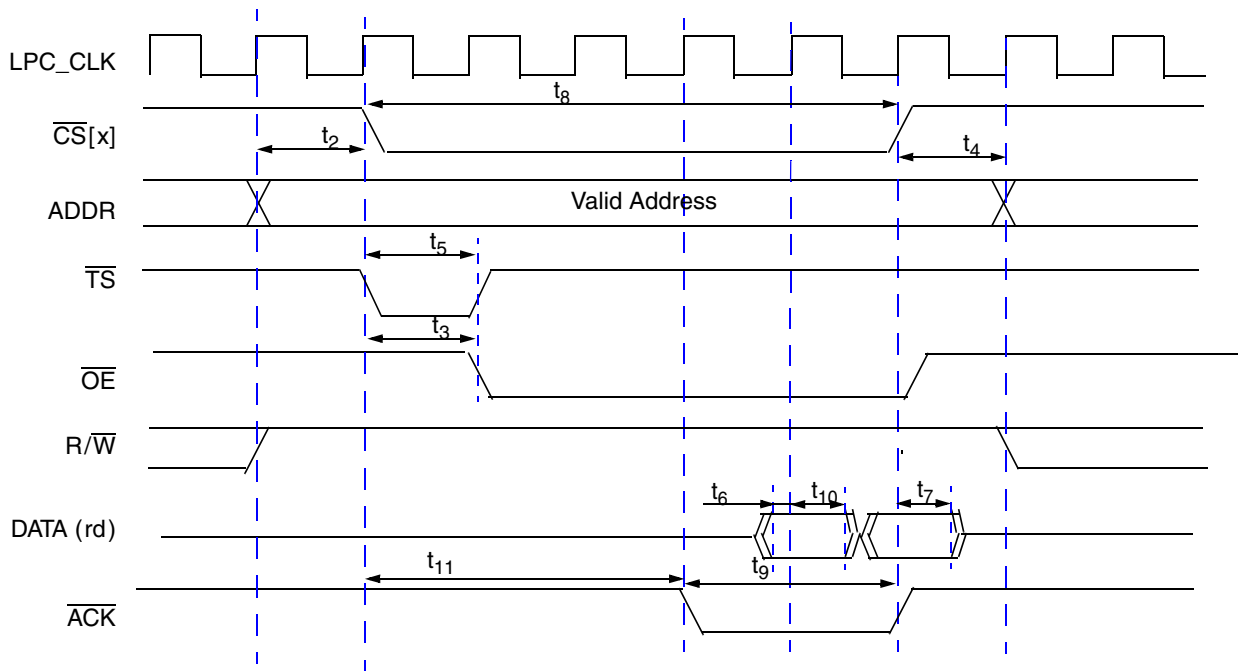 LPC_CLK
t8
CS[x]
t2
t4
ADDR
Valid Address
t5
TS
t3
OE
R/W
t6
t10
t7
DATA (rd)
t11
t9
ACK